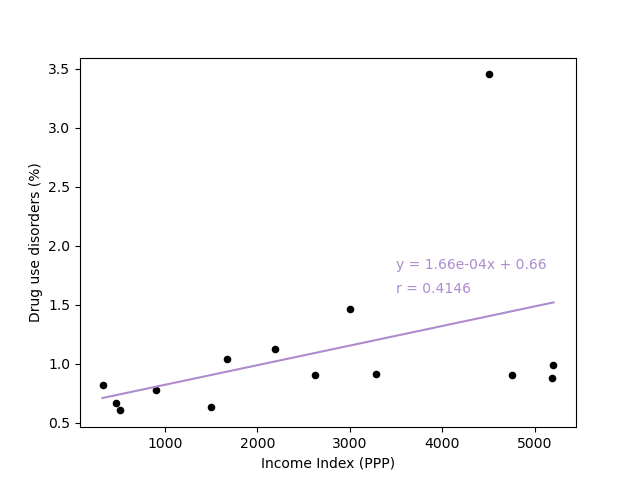 3.5
3.0
2.5
2.0
1.5
1.0
0.5
Drug use disorders (%)
y = 1.66e-04x + 0.66
r = 0.4146
1000 2000 3000 4000 5000
Income Index (PPP)